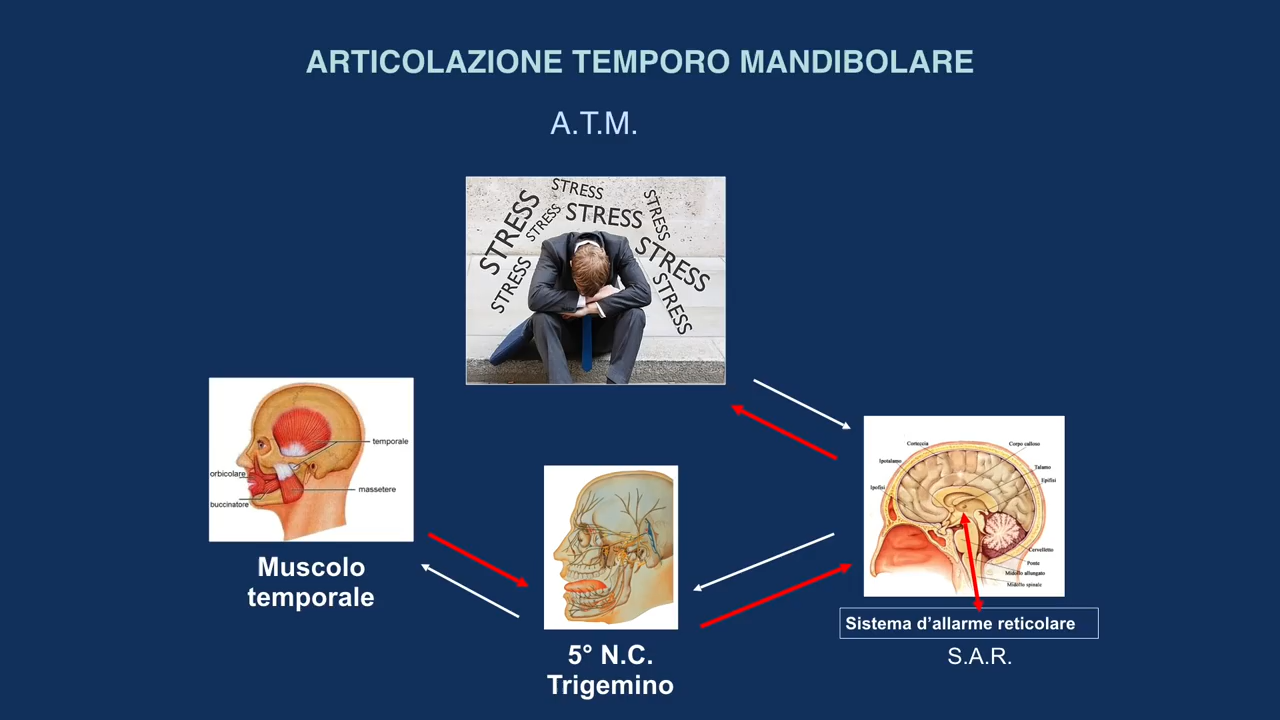 ARTICOLAZIONE TEMPORO MANDIBOLARE
A.T.M.
STRESS
STRESS
STRESS
STRESS
STRESS
STRESS
STRESS
STRESS
temporale
orbicolare
massetere
buccinatore
Muscolo
temporale
5° N.C.
Trigemino
Corteccia
Corpo calloso
Ipotalamo
Talamo
Epifisi
Ipofisi
Cervelletto
Ponte
Midollo allungato
Midollo spinale
Sistema d’allarme reticolare
S.A.R.